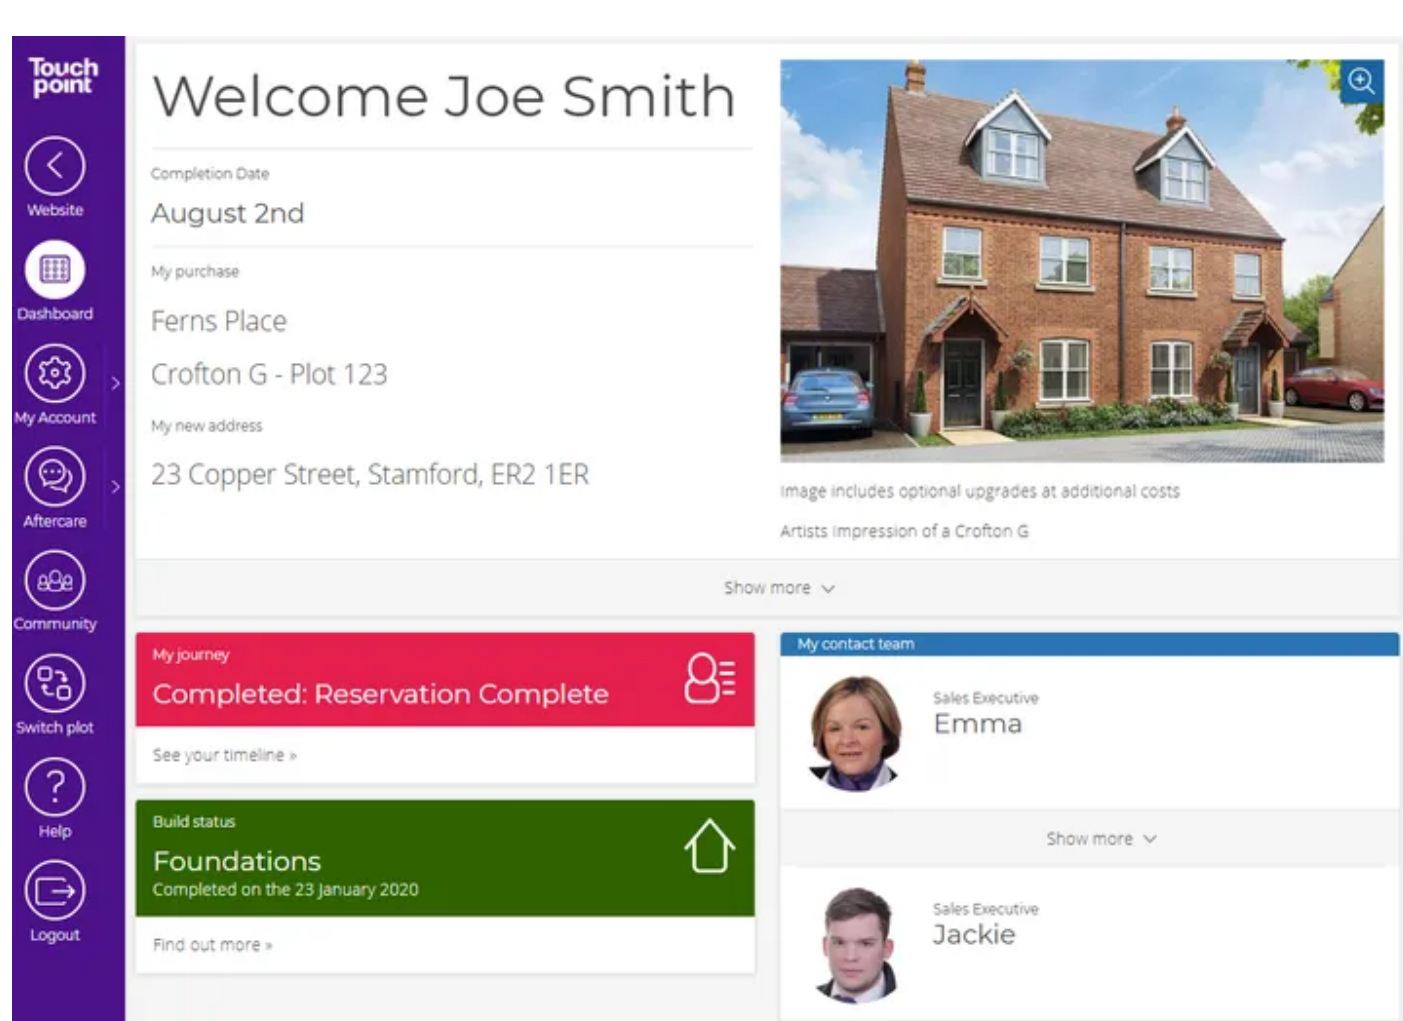 Touch
point
Website
Dashboard
My Account
Aftercare
Community
Switch plot
Help
Logout
Welcome Joe Smith
Completion Date
August 2nd
My purchase
Ferns Place
Crofton G - Plot 123
My new address
23 Copper Street, Stamford, ER2 1ER
Image includes optional upgrades at additional costs
Artists Impression of a Crofton G
Show more
My journey
Completed: Reservation Complete
See your timeline »
Build status
Foundations
Completed on the 23 January 2020
Find out more »
My contact team
Sales Executive
Emma
Show more
Sales Executive
Jackie